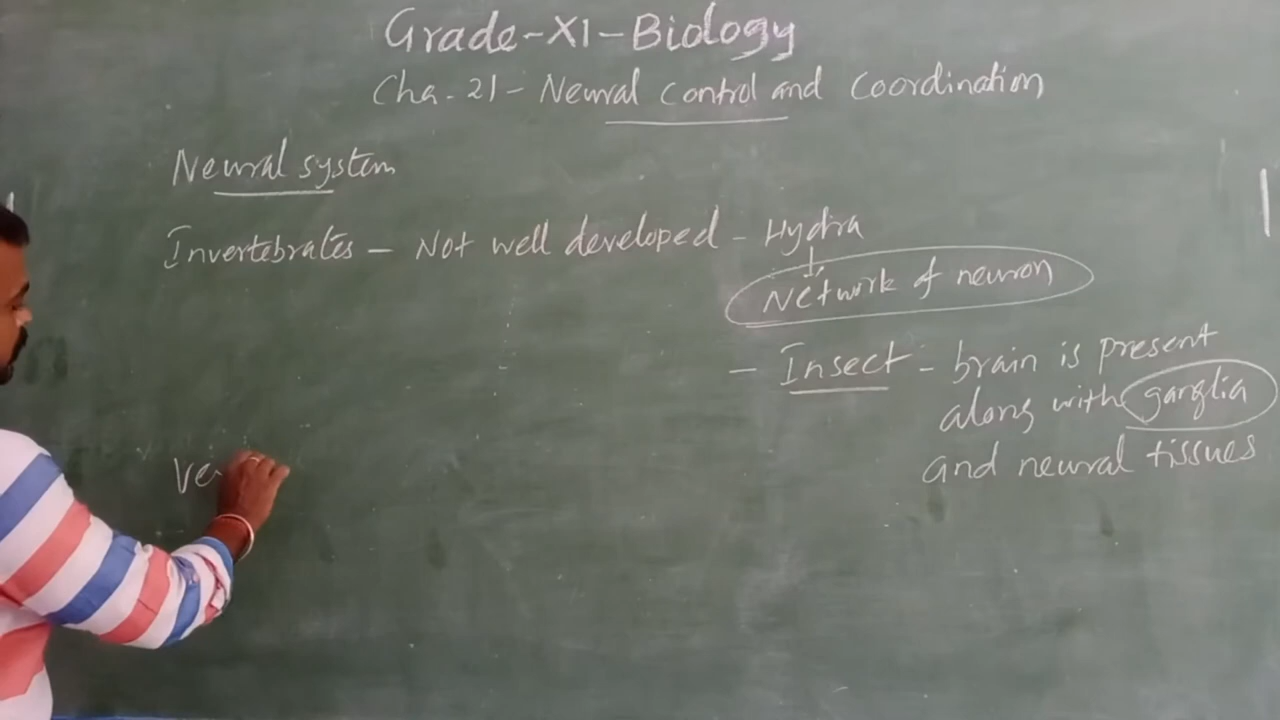 Grade-XI-Biology
Cha. 21 - Neural control and Coordination
Neural system
Invertebrates - Not well developed - Hydra
Network of neuron
- Insect - brain is present
along with ganglia
and neural tissues
Ve